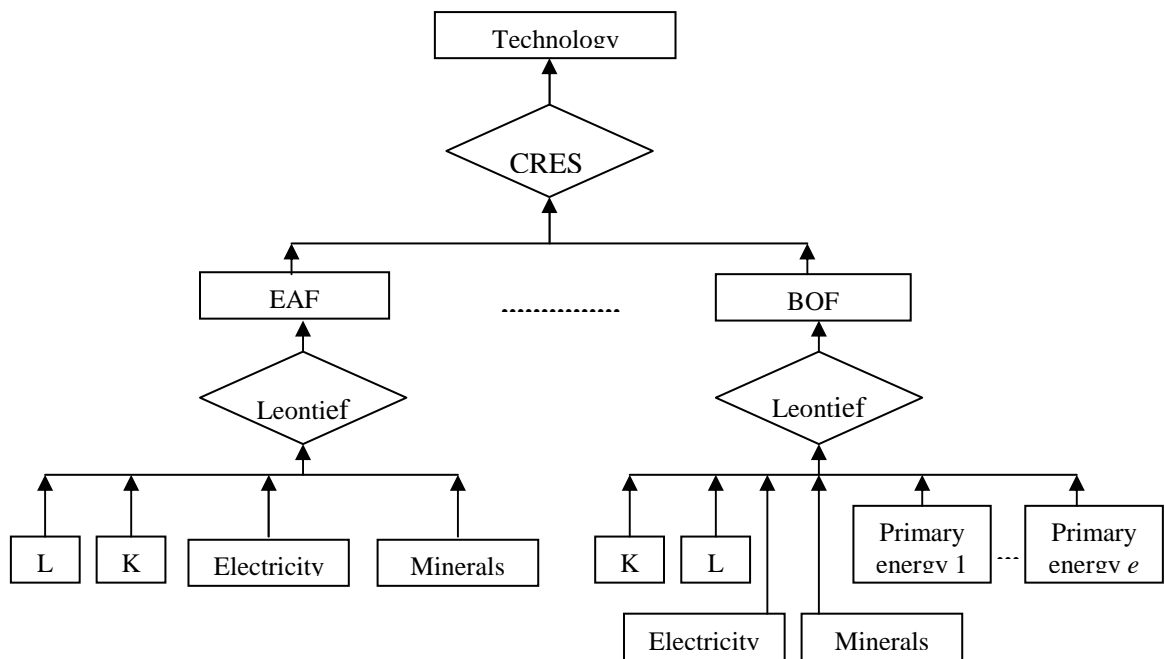 Technology
CRES
EAF
BOF
Leontief
Leontief
L
K
Electricity
Minerals
K
L
Primary
energy 1
...
Primary
energy e
Electricity
Minerals